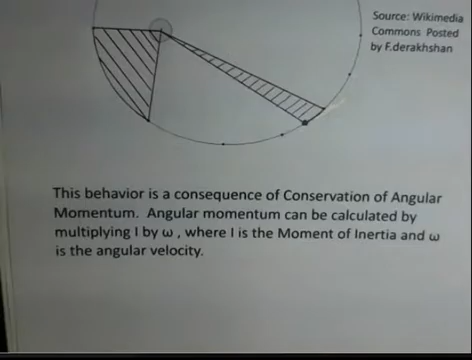 Source: Wikimedia
Commons Posted
by F.derakhshan
This behavior is a consequence of Conservation of Angular
Momentum. Angular momentum can be calculated by
multiplying I by ω , where I is the Moment of Inertia and ω
is the angular velocity.